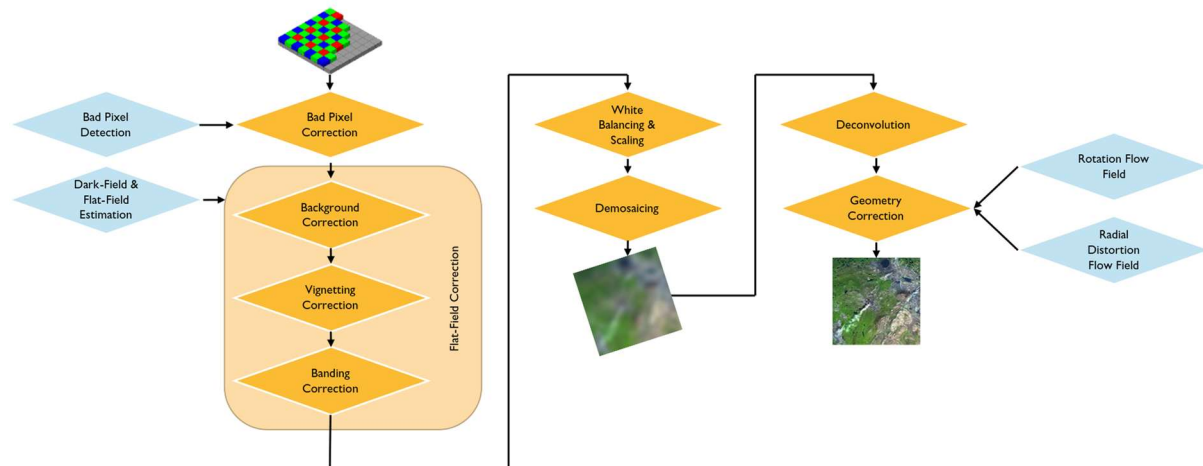 Bad Pixel
Detection
Bad Pixel
Correction
Dark-Field &
Flat-Field
Estimation
Background
Correction
Vignetting
Correction
Banding
Correction
Flat-Field Correction
White
Balancing &
Scaling
Demosaicing
Deconvolution
Geometry
Correction
Rotation Flow
Field
Radial
Distortion
Flow Field